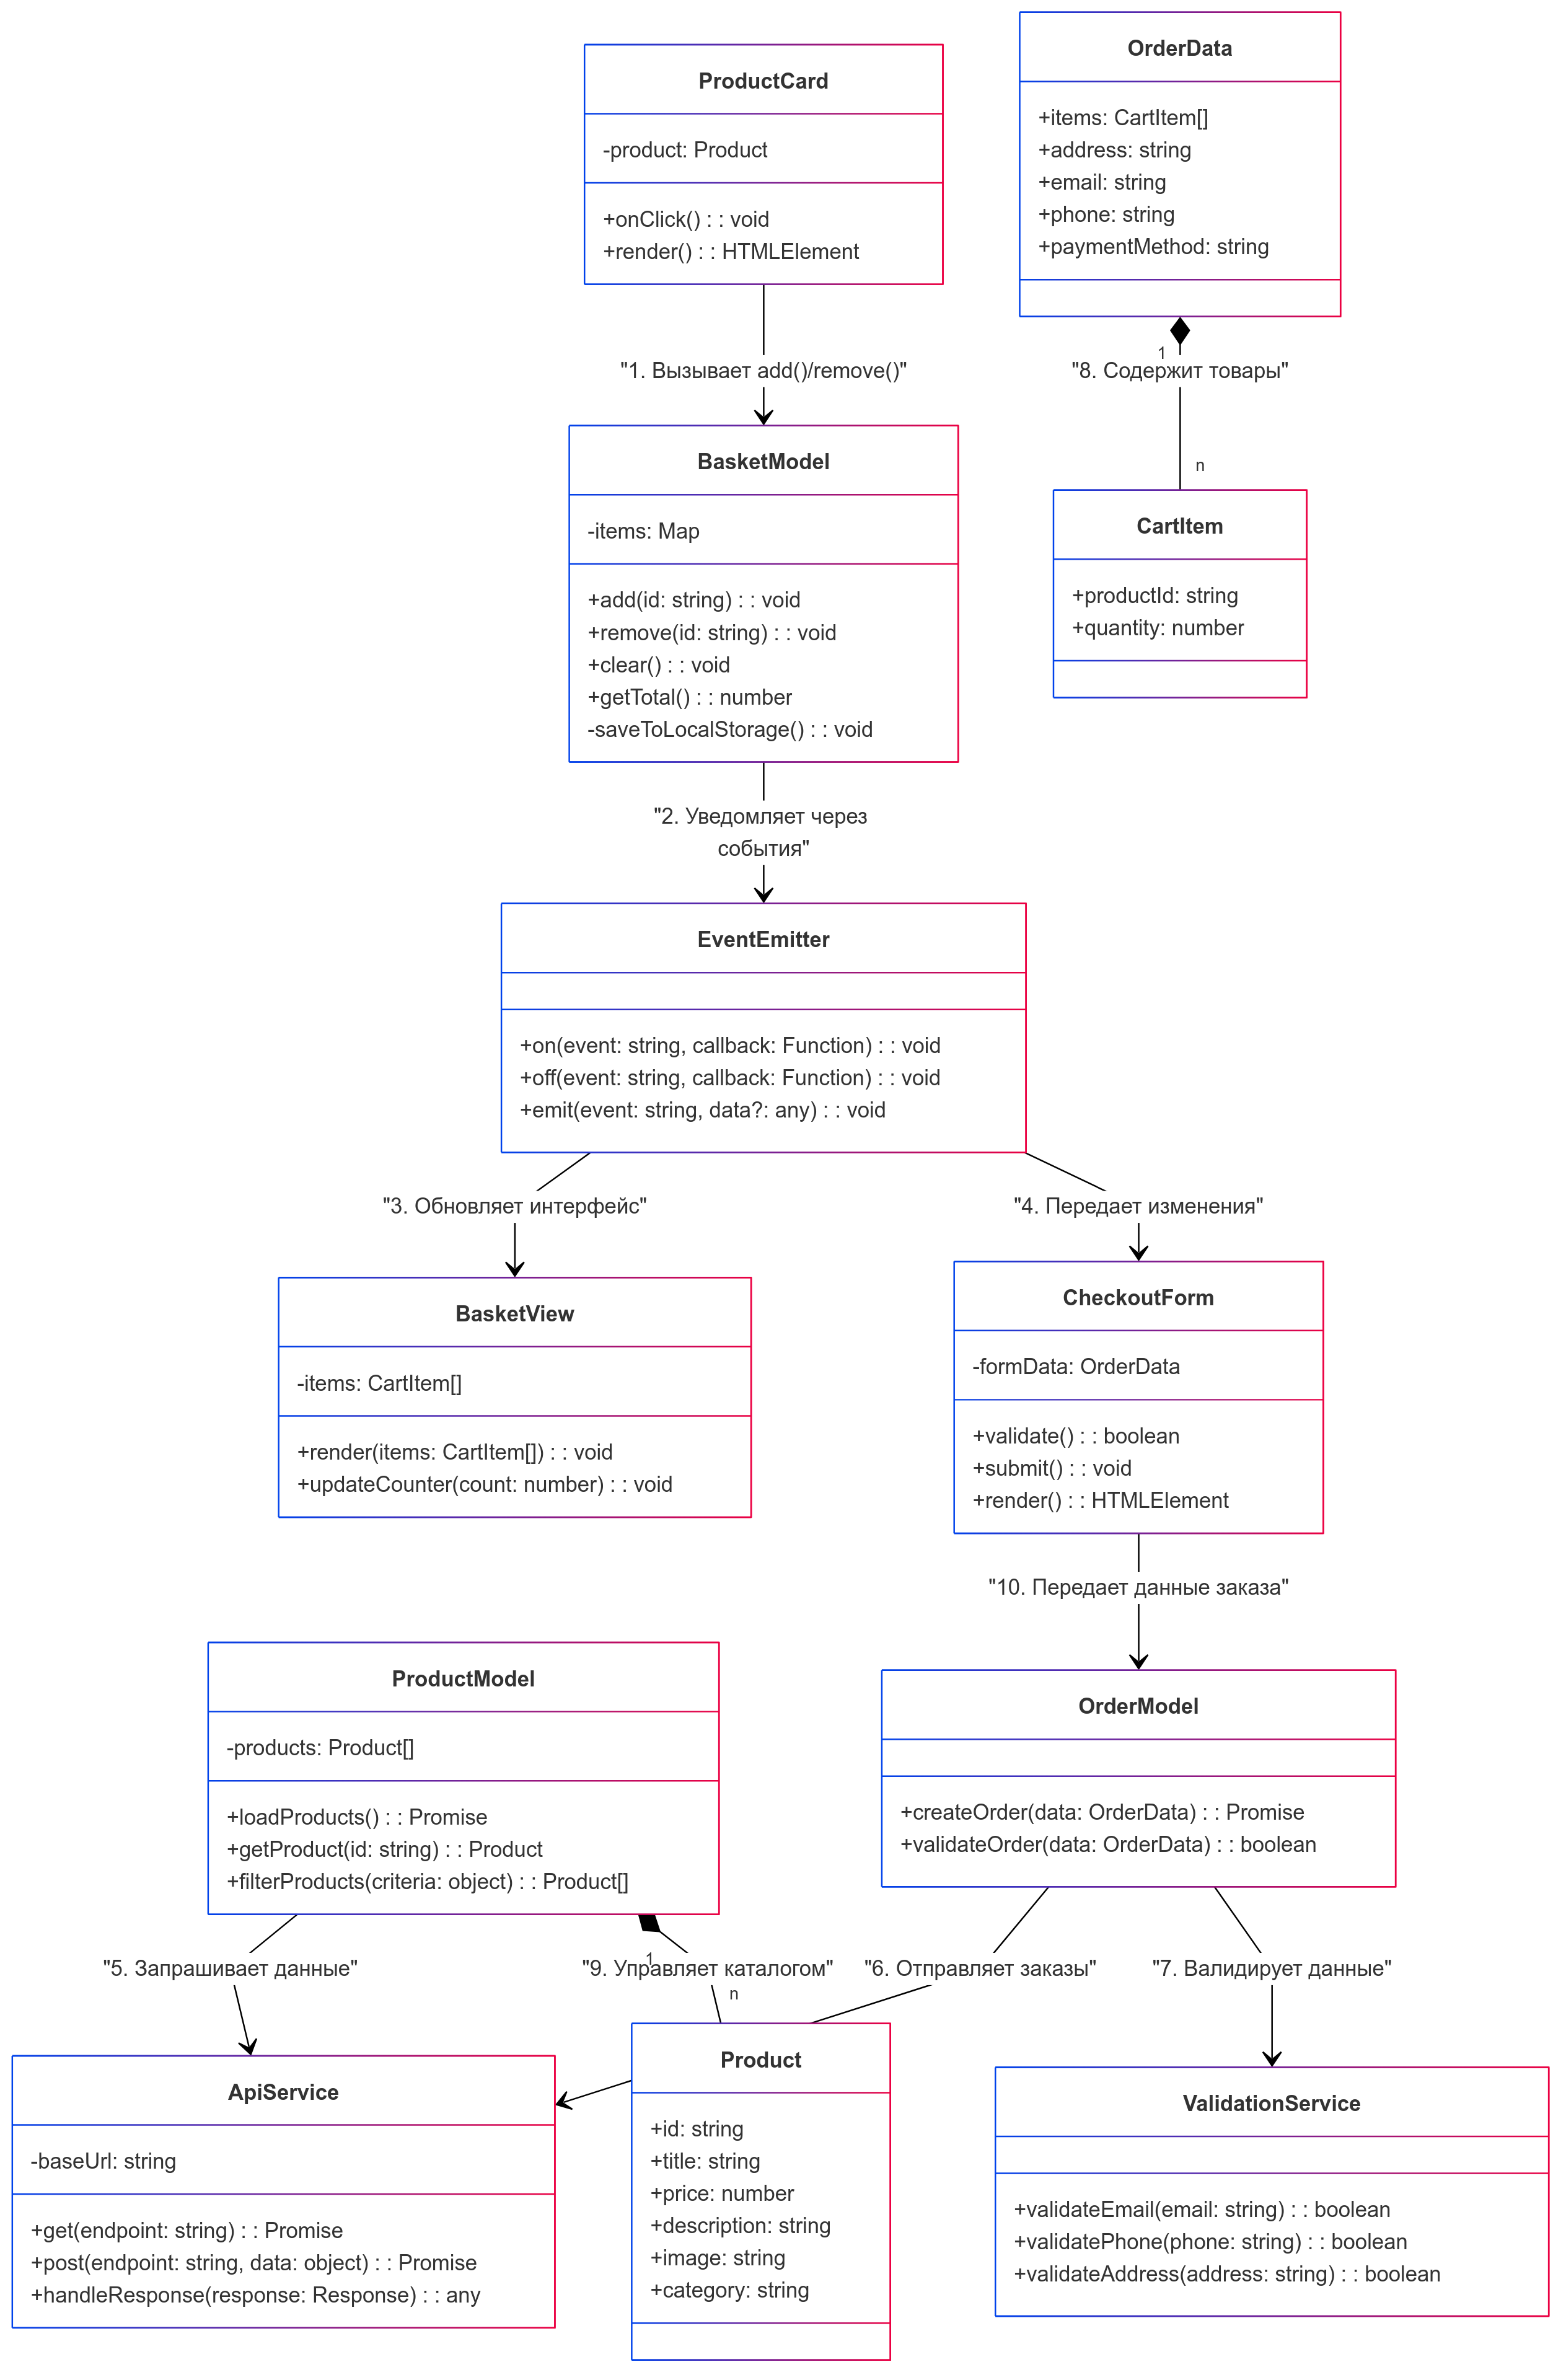 ProductCard
-product: Product
+onClick() : : void
+render() : : HTMLElement
OrderData
+items: CartItem[]
+address: string
+email: string
+phone: string
+paymentMethod: string
"1. Вызывает add()/remove()"
1
"8. Содержит товары"
n
BasketModel
-items: Map
+add(id: string) : : void
+remove(id: string) : : void
+clear() : : void
+getTotal() : : number
-saveToLocalStorage() : : void
CartItem
+productId: string
+quantity: number
"2. Уведомляет через
события"
EventEmitter
+on(event: string, callback: Function) : : void
+off(event: string, callback: Function) : : void
+emit(event: string, data?: any) : : void
"3. Обновляет интерфейс"
"4. Передает изменения"
BasketView
-items: CartItem[]
+render(items: CartItem[]) : : void
+updateCounter(count: number) : : void
CheckoutForm
-formData: OrderData
+validate() : : boolean
+submit() : : void
+render() : : HTMLElement
"10. Передает данные заказа"
ProductModel
-products: Product[]
+loadProducts() : : Promise
+getProduct(id: string) : : Product
+filterProducts(criteria: object) : : Product[]
OrderModel
+createOrder(data: OrderData) : : Promise
+validateOrder(data: OrderData) : : boolean
"5. Запрашивает данные"
1
"9. Управляет каталогом"
n
"6. Отправляет заказы"
"7. Валидирует данные"
ApiService
-baseUrl: string
+get(endpoint: string) : : Promise
+post(endpoint: string, data: object) : : Promise
+handleResponse(response: Response) : : any
Product
+id: string
+title: string
+price: number
+description: string
+image: string
+category: string
ValidationService
+validateEmail(email: string) : : boolean
+validatePhone(phone: string) : : boolean
+validateAddress(address: string) : : boolean